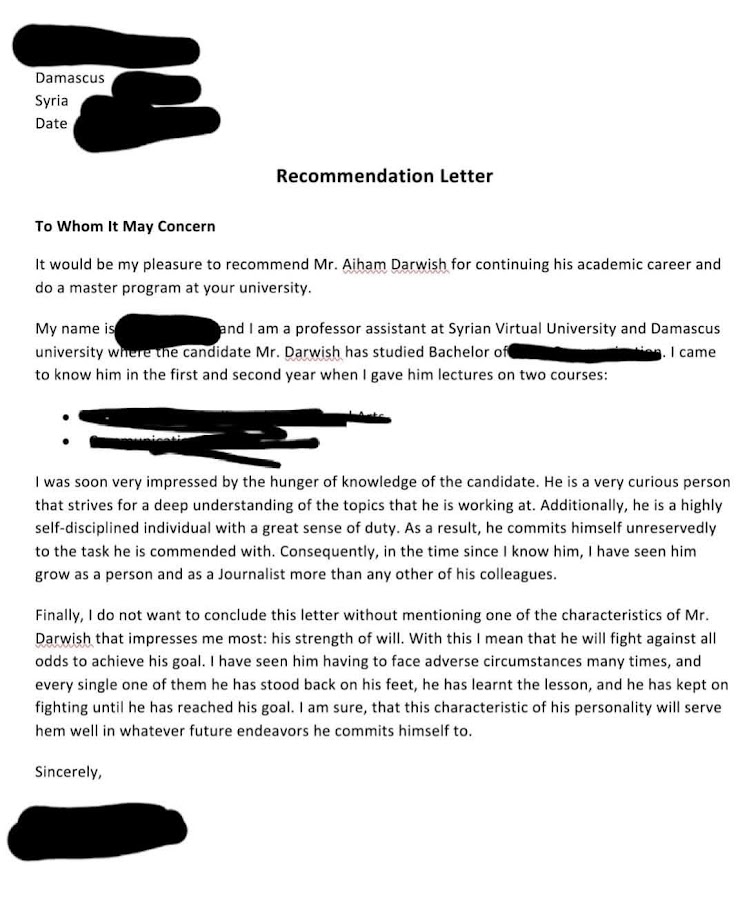 Damascus
Syria
Date
Recommendation Letter
To Whom It May Concern
It would be my pleasure to recommend Mr. Aiham Darwish for continuing his academic career and
do a master program at your university.
My name is and I am a professor assistant at Syrian Virtual University and Damascus
university where the candidate Mr. Darwish has studied Bachelor of . I came
to know him in the first and second year when I gave him lectures on two courses:
•
•
I was soon very impressed by the hunger of knowledge of the candidate. He is a very curious person
that strives for a deep understanding of the topics that he is working at. Additionally, he is a highly
self-disciplined individual with a great sense of duty. As a result, he commits himself unreservedly
to the task he is commended with. Consequently, in the time since I know him, I have seen him
grow as a person and as a Journalist more than any other of his colleagues.
Finally, I do not want to conclude this letter without mentioning one of the characteristics of Mr.
Darwish that impresses me most: his strength of will. With this I mean that he will fight against all
odds to achieve his goal. I have seen him having to face adverse circumstances many times, and
every single one of them he has stood back on his feet, he has learnt the lesson, and he has kept on
fighting until he has reached his goal. I am sure, that this characteristic of his personality will serve
hem well in whatever future endeavors he commits himself to.
Sincerely,